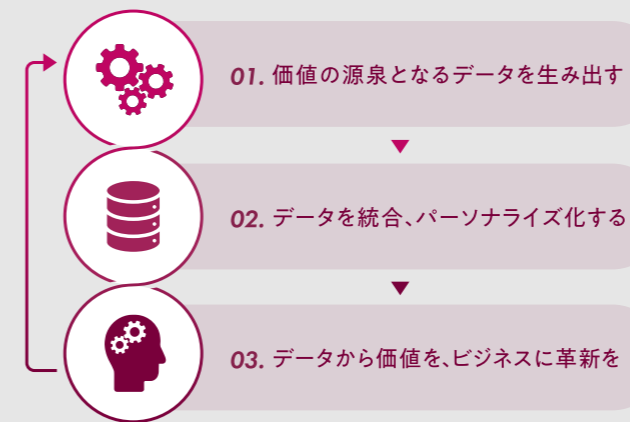 01. 価値の源泉となるデータを生み出す
02. データを統合、パーソナライズ化する
03. データから価値を、ビジネスに革新を